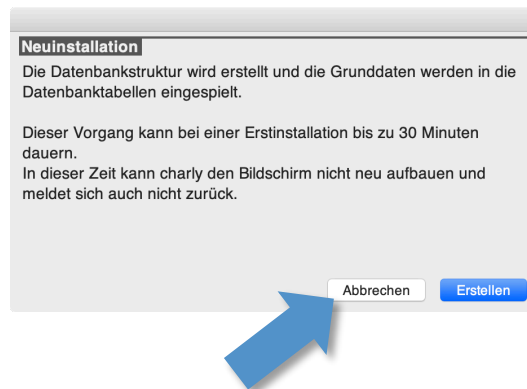 Neuinstallation
Die Datenbankstruktur wird erstellt und die Grunddaten werden in die
Datenbanktabellen eingespielt.
Dieser Vorgang kann bei einer Erstinstallation bis zu 30 Minuten
dauern.
In dieser Zeit kann charly den Bildschirm nicht neu aufbauen und
meldet sich auch nicht zurück.
Abbrechen Erstellen